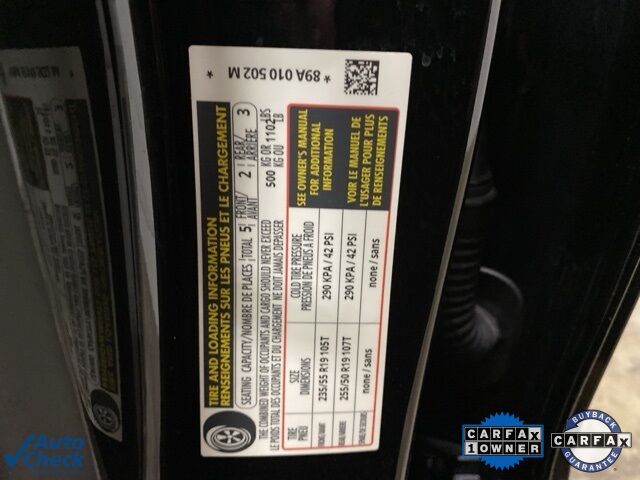 TIRE AND LOADING INFORMATION
RENSEIGNEMENTS SUR LES PNEUS ET LE CHARGEMENT
SEATING CAPACITY/NOMBRE DE PLACES TOTAL 5 FRONT/AVANT 2 REAR/ARRIÈRE 3
THE COMBINED WEIGHT OF OCCUPANTS AND CARGO SHOULD NEVER EXCEED 500 KG OR 1102 LBS
LE POIDS TOTAL DES OCCUPANTS ET DU CHARGEMENT NE DOIT JAMAIS DÉPASSER KG OU LB
TIRE SIZE COLD TIRE PRESSURE
PNEU DIMENSIONS PRESSION DE PNEUS À FROID
235/55 R19 105T 290 KPA / 42 PSI
255/50 R19 107T 290 KPA / 42 PSI
none / sans none / sans
SEE OWNER'S MANUAL
FOR ADDITIONAL
INFORMATION
VOIR LE MANUEL DE
L'USAGER POUR PLUS
DE RENSEIGNEMENTS
* 89A 010 502 M *
Auto
Check
CARFAX
1 OWNER
BUYBACK
CARFAX
GUARANTEE